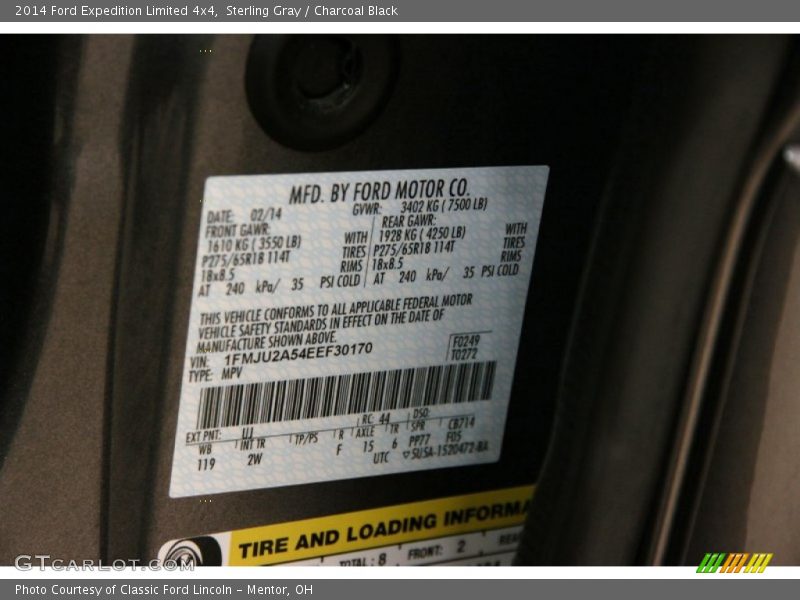 2014 Ford Expedition Limited 4x4, Sterling Gray / Charcoal Black
MFD. BY FORD MOTOR CO.
DATE: 02/14 GVWR: 3402 KG ( 7500 LB)
FRONT GAWR: REAR GAWR:
1610 KG ( 3550 LB) WITH 1928 KG ( 4250 LB) WITH
P275/65R18 114T TIRES P275/65R18 114T TIRES
18x8.5 RIMS 18x8.5 RIMS
AT 240 kPa/ 35 PSI COLD AT 240 kPa/ 35 PSI COLD
THIS VEHICLE CONFORMS TO ALL APPLICABLE FEDERAL MOTOR
VEHICLE SAFETY STANDARDS IN EFFECT ON THE DATE OF
MANUFACTURE SHOWN ABOVE.
VIN: 1FMJU2A54EEF30170 F0249
TYPE: MPV T0272
EXT PNT: UJ RC: 44 DSO:
WB INT TR TP/PS R AXLE TR SPR CB714
119 2W F 15 6 PP77 F05
UTC ▽5U5A-1520472-BA
TIRE AND LOADING INFORMA
TOTAL: 8 FRONT: 2 REAR
GTCARLOT.COM
Photo Courtesy of Classic Ford Lincoln - Mentor, OH